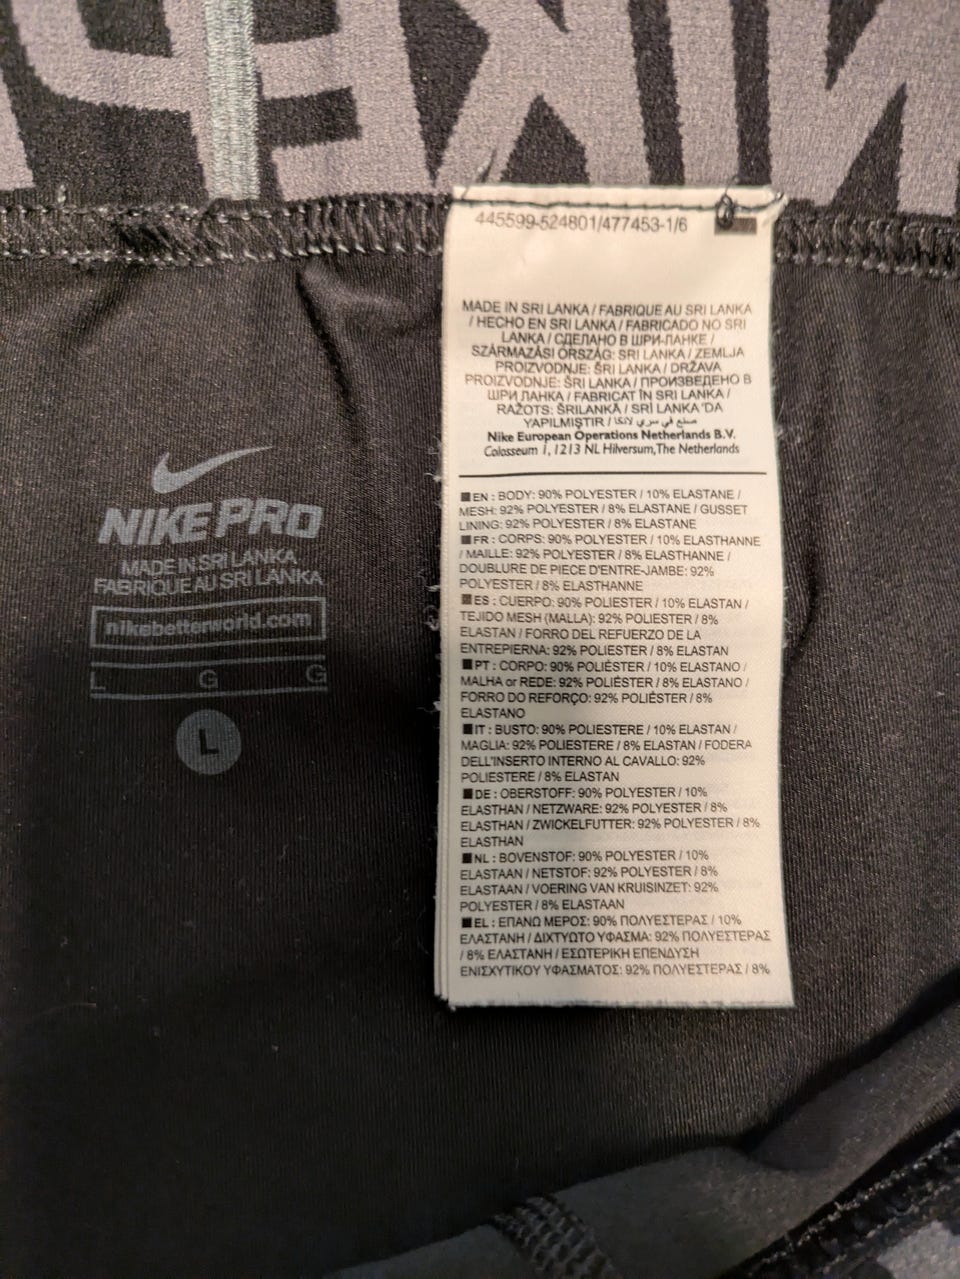 NIKE P
445599-524801/477453-1/6
MADE IN SRI LANKA / FABRIQUE AU SRI LANKA
/ HECHO EN SRI LANKA / FABRICADO NO SRI
LANKA / СДЕЛАНО В ШРИ-ЛАНКЕ /
SZÁRMAZÁSI ORSZÁG: SRI LANKA / ZEMLJA
PROIZVODNJE: ŠRI LANKA / DRŽAVA
PROIZVODNJE: ŠRI LANKA / ПРОИЗВЕДЕНО В
ШРИ ЛАНКА / FABRICAT ÎN SRI LANKA /
RAŽOTS: ŠRILANKĀ / SRİ LANKA 'DA
YAPILMIŞTIR / صنع في سري لانكا
Nike European Operations Netherlands B.V.
Colosseum 1, 1213 NL Hilversum, The Netherlands
EN : BODY: 90% POLYESTER / 10% ELASTANE /
MESH: 92% POLYESTER / 8% ELASTANE / GUSSET
LINING: 92% POLYESTER / 8% ELASTANE
FR : CORPS: 90% POLYESTER / 10% ELASTHANNE
/ MAILLE: 92% POLYESTER / 8% ELASTHANNE /
DOUBLURE DE PIECE D'ENTRE-JAMBE: 92%
POLYESTER / 8% ELASTHANNE
ES : CUERPO: 90% POLIESTER / 10% ELASTAN /
TEJIDO MESH (MALLA): 92% POLIESTER / 8%
ELASTAN / FORRO DEL REFUERZO DE LA
ENTREPIERNA: 92% POLIESTER / 8% ELASTAN
PT : CORPO: 90% POLIÉSTER / 10% ELASTANO /
MALHA or REDE: 92% POLIÉSTER / 8% ELASTANO /
FORRO DO REFORÇO: 92% POLIÉSTER / 8%
ELASTANO
IT : BUSTO: 90% POLIESTERE / 10% ELASTAN /
MAGLIA: 92% POLIESTERE / 8% ELASTAN / FODERA
DELL'INSERTO INTERNO AL CAVALLO: 92%
POLIESTERE / 8% ELASTAN
DE : OBERSTOFF: 90% POLYESTER / 10%
ELASTHAN / NETZWARE: 92% POLYESTER / 8%
ELASTHAN / ZWICKELFUTTER: 92% POLYESTER / 8%
ELASTHAN
NL : BOVENSTOF: 90% POLYESTER / 10%
ELASTAAN / NETSTOF: 92% POLYESTER / 8%
ELASTAAN / VOERING VAN KRUISINZET: 92%
POLYESTER / 8% ELASTAAN
EL : ΕΠΑΝΩ ΜΕΡΟΣ: 90% ΠΟΛΥΕΣΤΕΡΑΣ / 10%
ΕΛΑΣΤΑΝΗ / ΔΙΧΤΥΩΤΟ ΥΦΑΣΜΑ: 92% ΠΟΛΥΕΣΤΕΡΑΣ
/ 8% ΕΛΑΣΤΑΝΗ / ΕΣΩΤΕΡΙΚΗ ΕΠΕΝΔΥΣΗ
ΕΝΙΣΧΥΤΙΚΟΥ ΥΦΑΣΜΑΤΟΣ: 92% ΠΟΛΥΕΣΤΕΡΑΣ / 8%
NIKE PRO
MADE IN SRI LANKA
FABRIQUE AU SRI LANKA
nikebetterworld.com
L G G
L